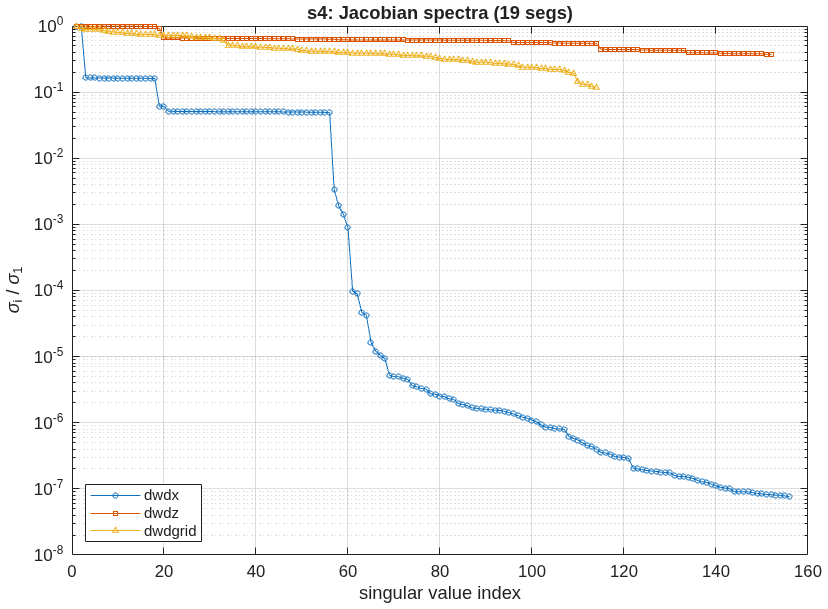 s4: Jacobian spectra (19 segs)
10^0
10^-1
10^-2
10^-3
10^-4
10^-5
10^-6
10^-7
10^-8
σ_i / σ_1
dwdx
dwdz
dwdgrid
0 20 40 60 80 100 120 140 160
singular value index